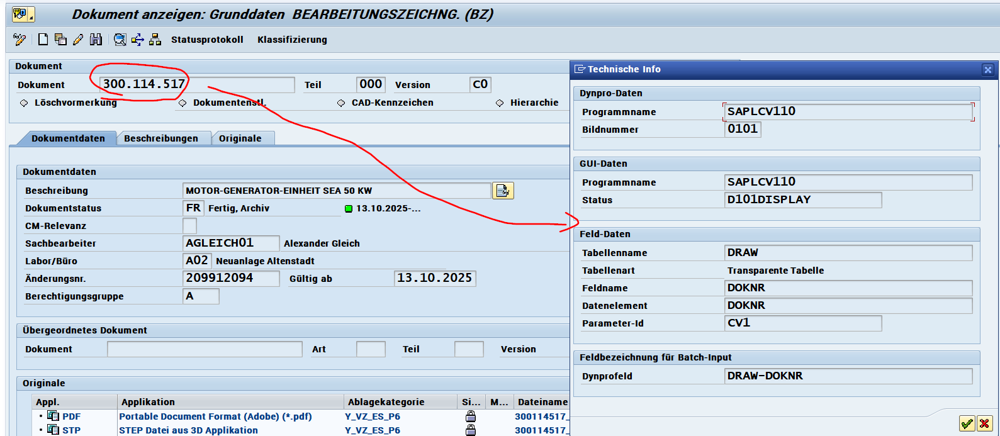 Dokument anzeigen: Grunddaten BEARBEITUNGSZEICHNG. (BZ)
Statusprotokoll Klassifizierung
Dokument
Dokument 300.114.517 Teil 000 Version C0
Löschvormerkung Dokumentenstl. CAD-Kennzeichen Hierarchie
Dokumentdaten Beschreibungen Originale
Dokumentdaten
Beschreibung MOTOR-GENERATOR-EINHEIT SEA 50 KW
Dokumentstatus FR Fertig, Archiv 13.10.2025-...
CM-Relevanz
Sachbearbeiter AGLEICH01 Alexander Gleich
Labor/Büro A02 Neuanlage Altenstadt
Änderungsnr. 209912094 Gültig ab 13.10.2025
Berechtigungsgruppe A
Übergeordnetes Dokument
Dokument Art Teil Version
Originale
Appl. Applikation Ablagekategorie Si... M... Dateiname
PDF Portable Document Format (Adobe) (*.pdf) Y_VZ_ES_P6 300114517_
STP STEP Datei aus 3D Applikation Y_VZ_ES_P6 300114517_
Technische Info
Dynpro-Daten
Programmname SAPLCV110
Bildnummer 0101
GUI-Daten
Programmname SAPLCV110
Status D101DISPLAY
Feld-Daten
Tabellenname DRAW
Tabellenart Transparente Tabelle
Feldname DOKNR
Datenelement DOKNR
Parameter-Id CV1
Feldbezeichnung für Batch-Input
Dynprofeld DRAW-DOKNR